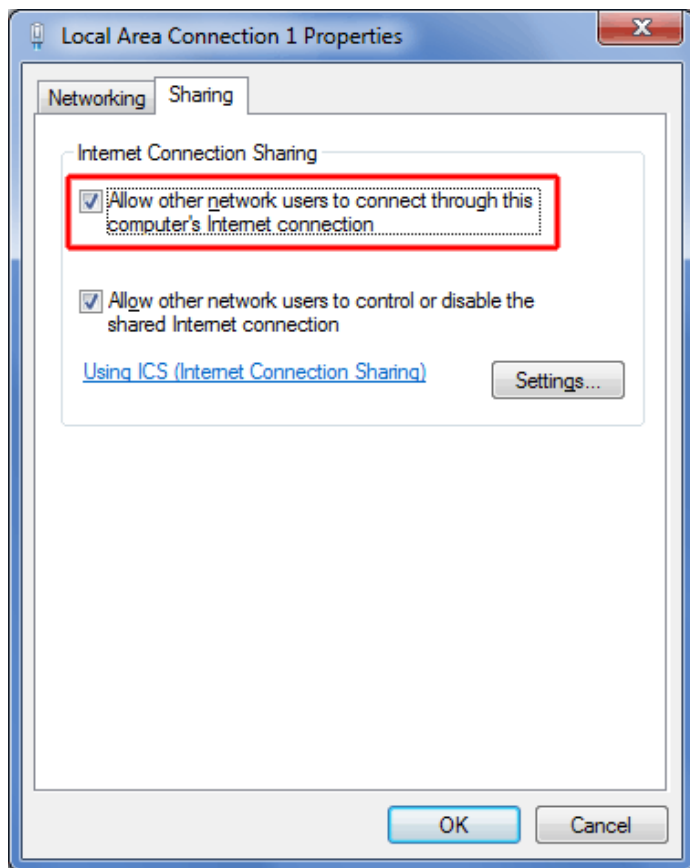 Local Area Connection 1 Properties
Networking
Sharing
Internet Connection Sharing
Allow other network users to connect through this
computer's Internet connection
Allow other network users to control or disable the
shared Internet connection
Using ICS (Internet Connection Sharing)
Settings...
OK
Cancel